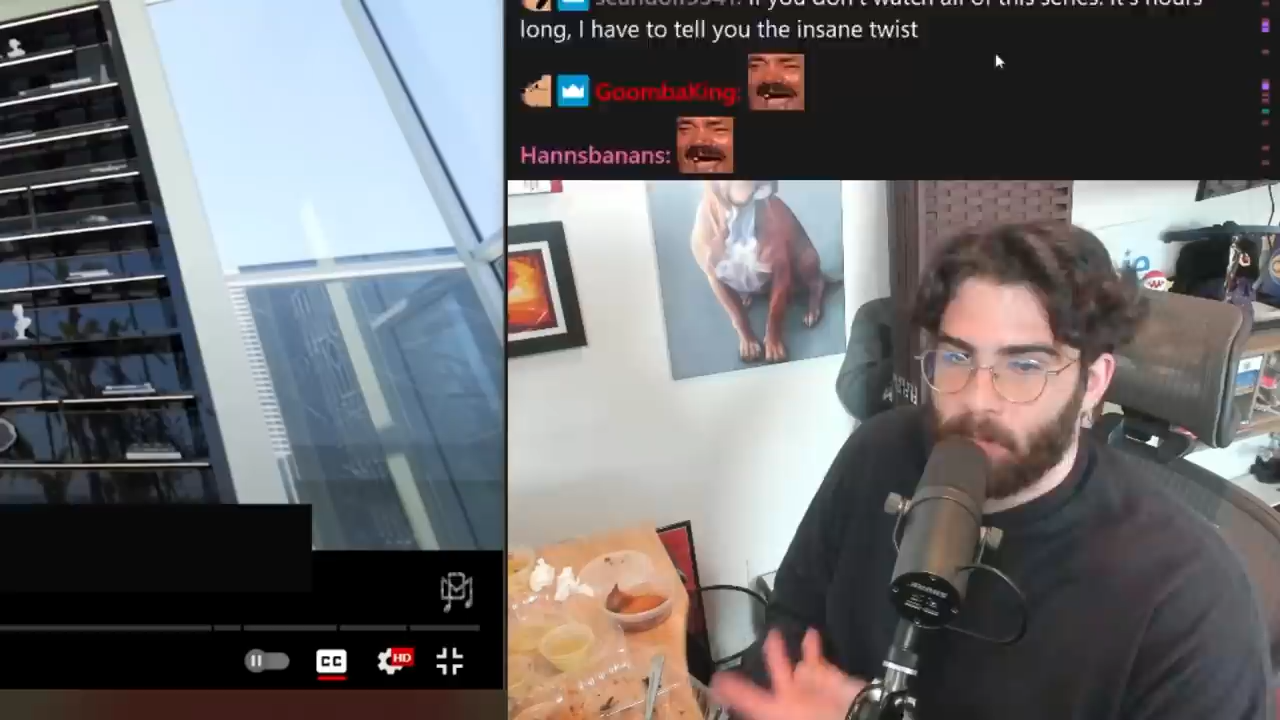 long, I have to tell you the insane twist
GoombaKing:
Hannsbanans:
CC
HD